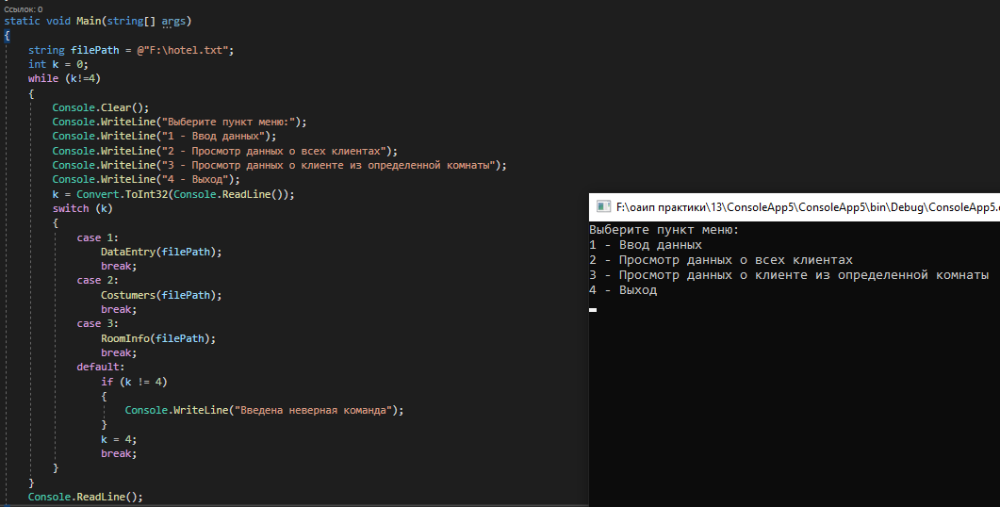 Ссылок: 0
static void Main(string[] args)
{
string filePath = @"F:\hotel.txt";
int k = 0;
while (k!=4)
{
Console.Clear();
Console.WriteLine("Выберите пункт меню:");
Console.WriteLine("1 - Ввод данных");
Console.WriteLine("2 - Просмотр данных о всех клиентах");
Console.WriteLine("3 - Просмотр данных о клиенте из определенной комнаты");
Console.WriteLine("4 - Выход");
k = Convert.ToInt32(Console.ReadLine());
switch (k)
{
case 1:
DataEntry(filePath);
break;
case 2:
Costumers(filePath);
break;
case 3:
RoomInfo(filePath);
break;
default:
if (k != 4)
{
Console.WriteLine("Введена неверная команда");
}
k = 4;
break;
}
}
Console.ReadLine();
F:\оаип практики\13\ConsoleApp5\ConsoleApp5\bin\Debug\ConsoleApp5.
Выберите пункт меню:
1 - Ввод данных
2 - Просмотр данных о всех клиентах
3 - Просмотр данных о клиенте из определенной комнаты
4 - Выход